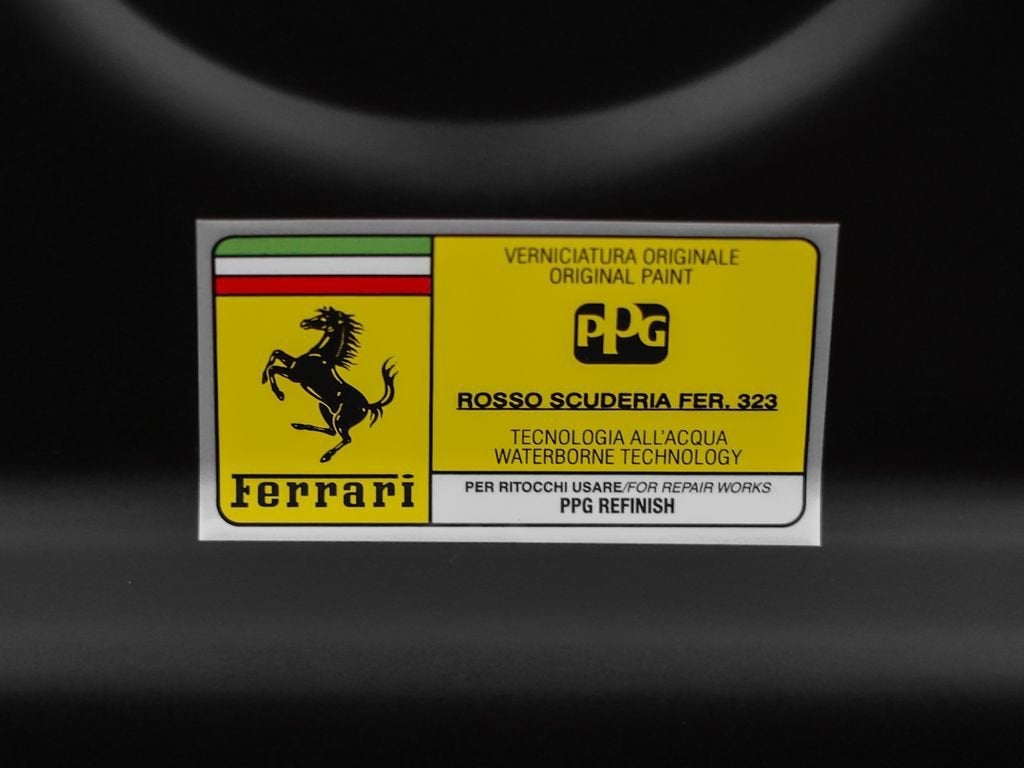 Ferrari
VERNICIATURA ORIGINALE
ORIGINAL PAINT
PPG
ROSSO SCUDERIA FER. 323
TECNOLOGIA ALL'ACQUA
WATERBORNE TECHNOLOGY
PER RITOCCHI USARE/FOR REPAIR WORKS
PPG REFINISH